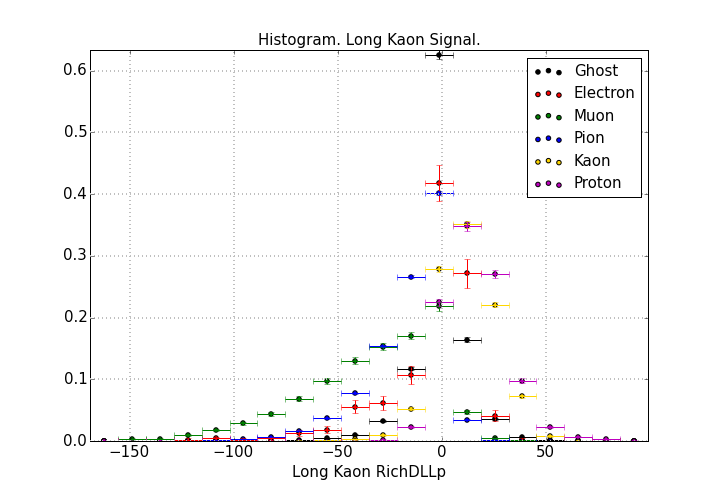 Histogram. Long Kaon Signal.
0.6
0.5
0.4
0.3
0.2
0.1
0.0
Ghost
Electron
Muon
Pion
Kaon
Proton
−150
−100
−50
0
50
Long Kaon RichDLLp